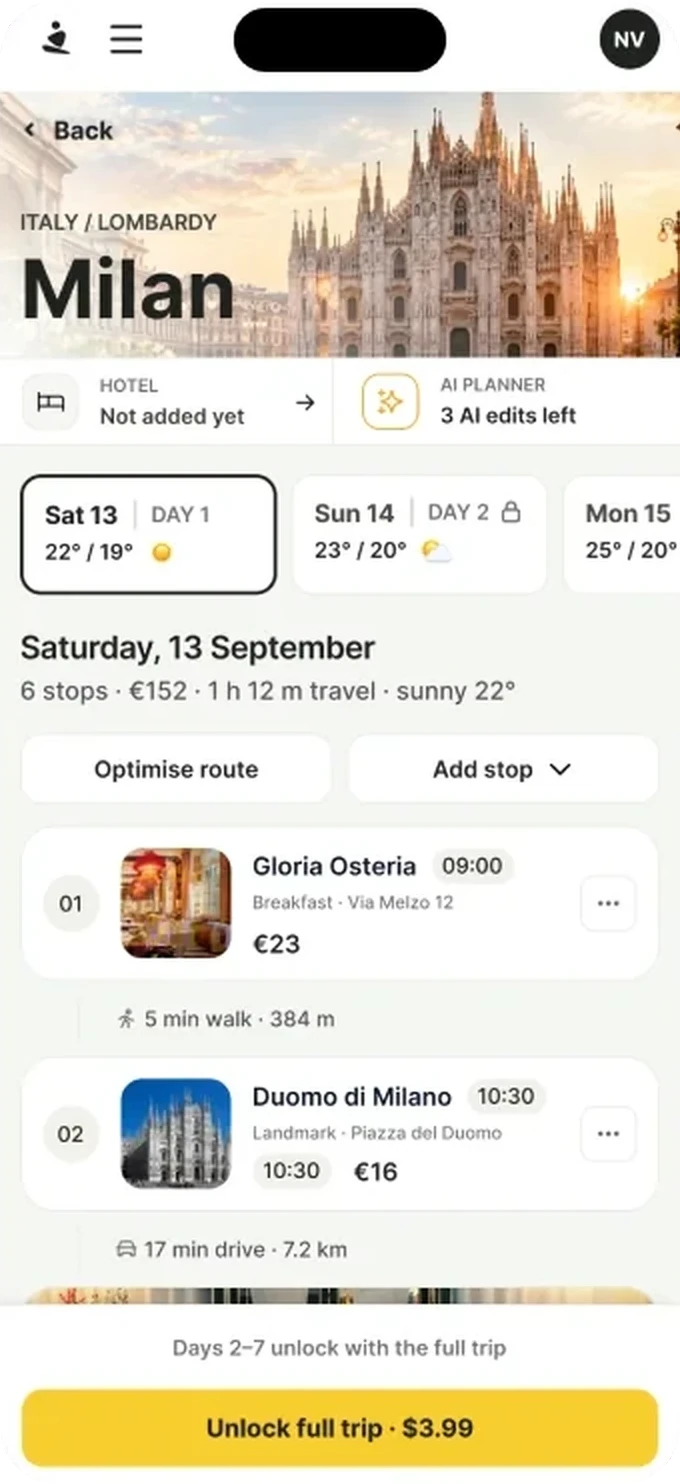 NV
Back
ITALY / LOMBARDY
Milan
HOTEL
Not added yet
AI PLANNER
3 AI edits left
Sat 13 | DAY 1
22° / 19°
Sun 14 | DAY 2
23° / 20°
Mon 15
25° / 20°
Saturday, 13 September
6 stops · €152 · 1 h 12 m travel · sunny 22°
Optimise route
Add stop
01
Gloria Osteria 09:00
Breakfast · Via Melzo 12
€23
5 min walk · 384 m
02
Duomo di Milano 10:30
Landmark · Piazza del Duomo
10:30 €16
17 min drive · 7.2 km
Days 2–7 unlock with the full trip
Unlock full trip · $3.99